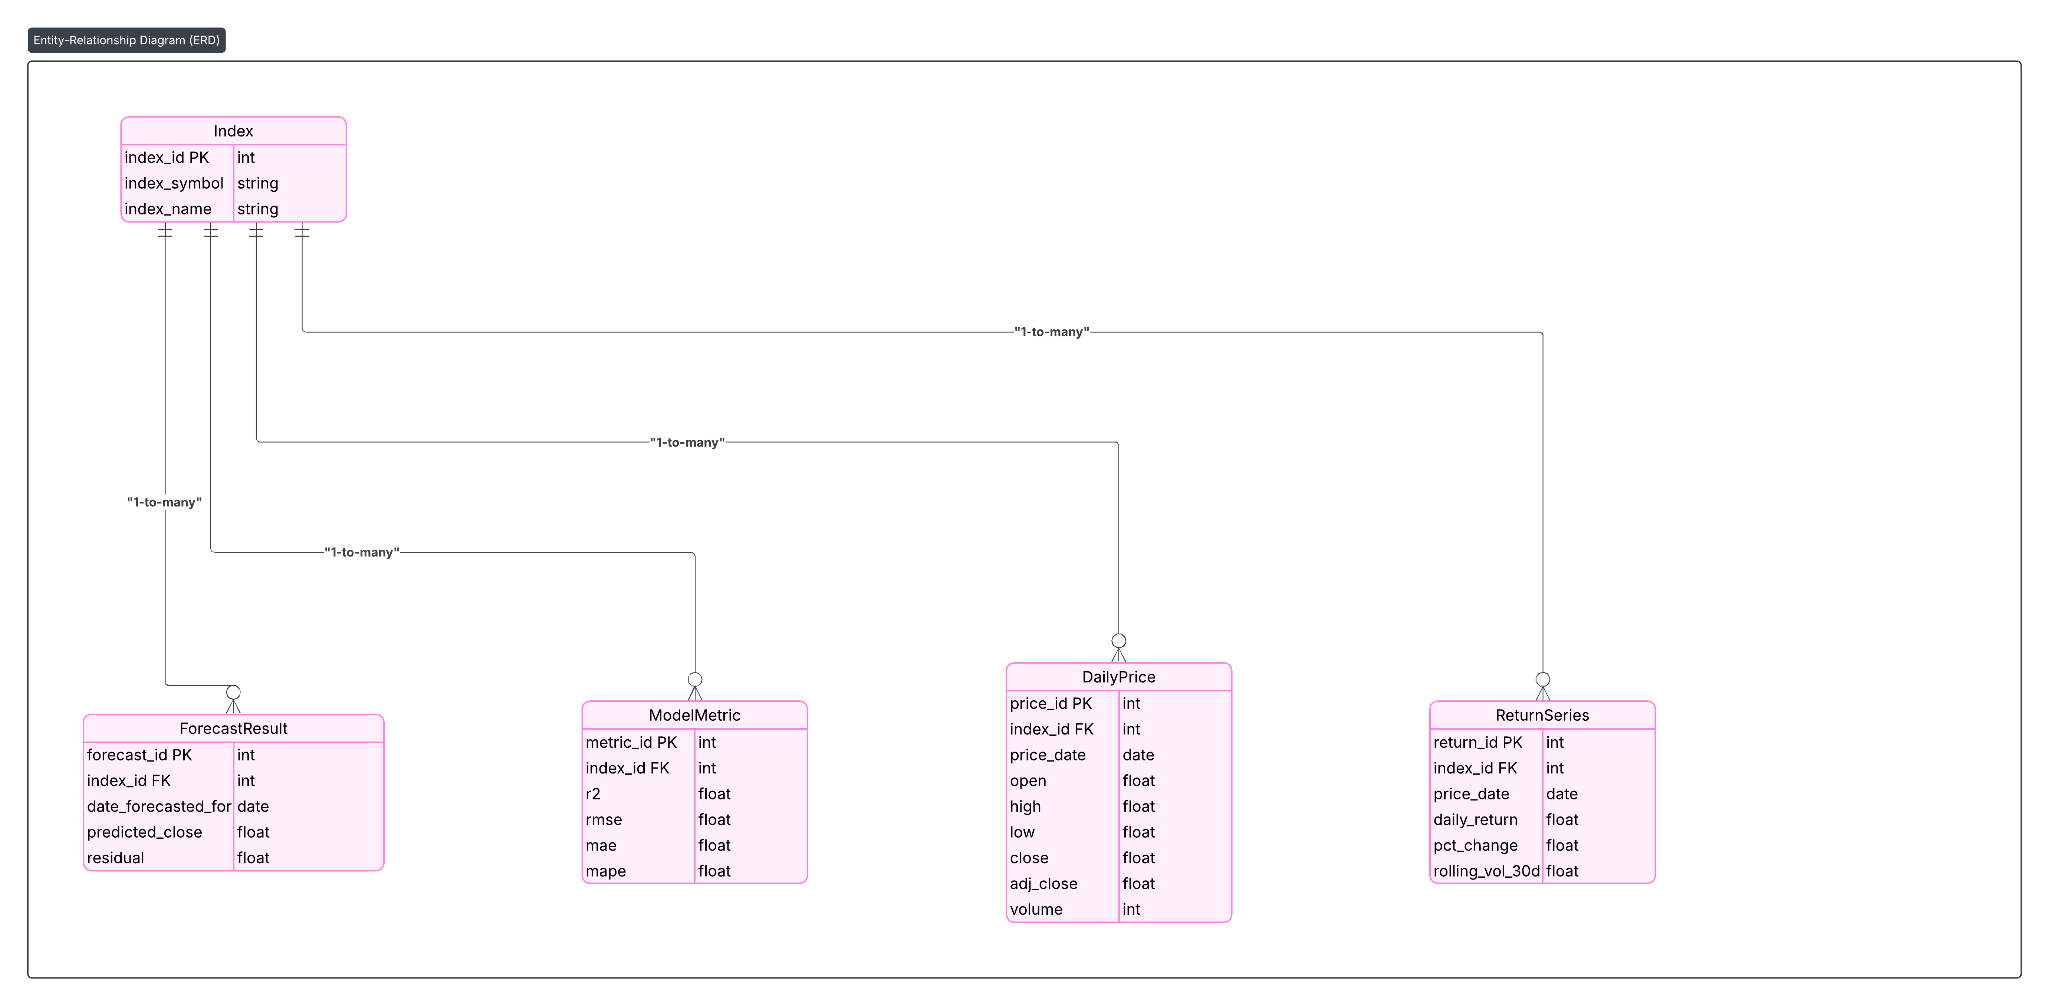 Entity-Relationship Diagram (ERD)
Index
index_id PK int
index_symbol string
index_name string
"1-to-many"
"1-to-many"
"1-to-many"
"1-to-many"
ForecastResult
forecast_id PK int
index_id FK int
date_forecasted_for date
predicted_close float
residual float
ModelMetric
metric_id PK int
index_id FK int
r2 float
rmse float
mae float
mape float
DailyPrice
price_id PK int
index_id FK int
price_date date
open float
high float
low float
close float
adj_close float
volume int
ReturnSeries
return_id PK int
index_id FK int
price_date date
daily_return float
pct_change float
rolling_vol_30d float